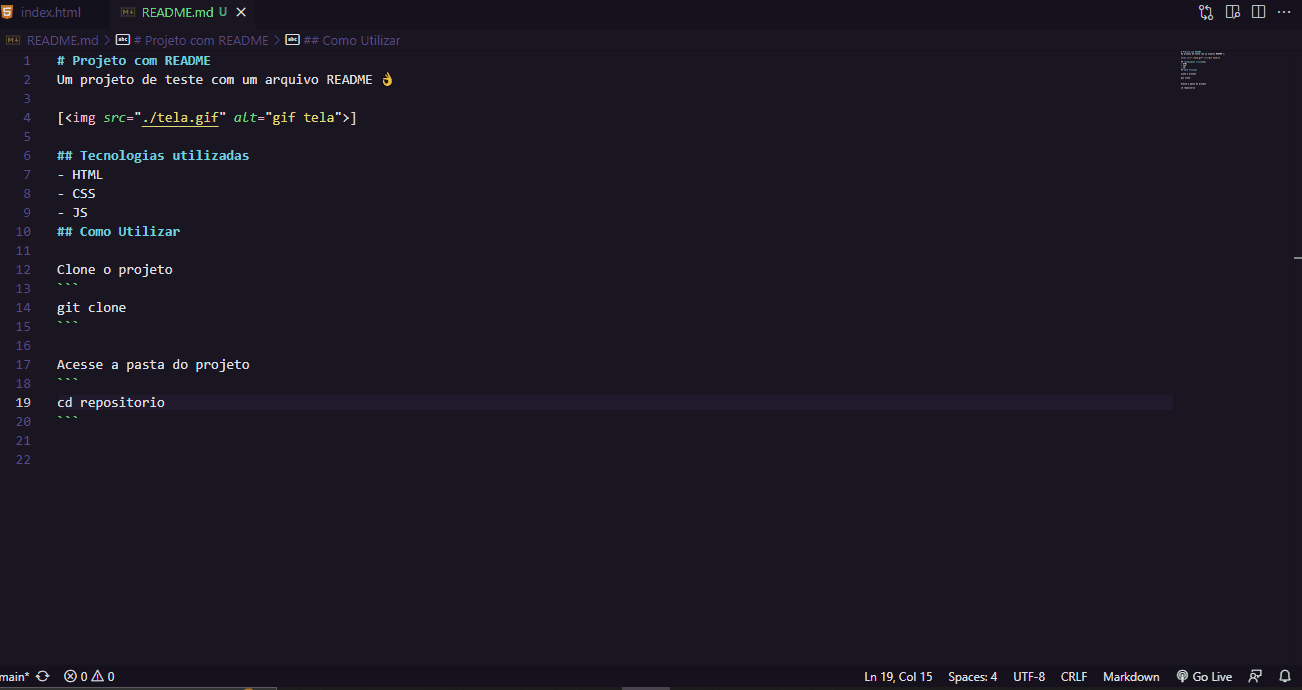 index.html
README.md U
README.md > # Projeto com README > ## Como Utilizar
1 # Projeto com README
2 Um projeto de teste com um arquivo README 👌
3
4 [<img src="./tela.gif" alt="gif tela">]
5
6 ## Tecnologias utilizadas
7 - HTML
8 - CSS
9 - JS
10 ## Como Utilizar
11
12 Clone o projeto
13 ```
14 git clone
15 ```
16
17 Acesse a pasta do projeto
18 ```
19 cd repositorio
20 ```
21
22
main* 0 0 Ln 19, Col 15 Spaces: 4 UTF-8 CRLF Markdown Go Live